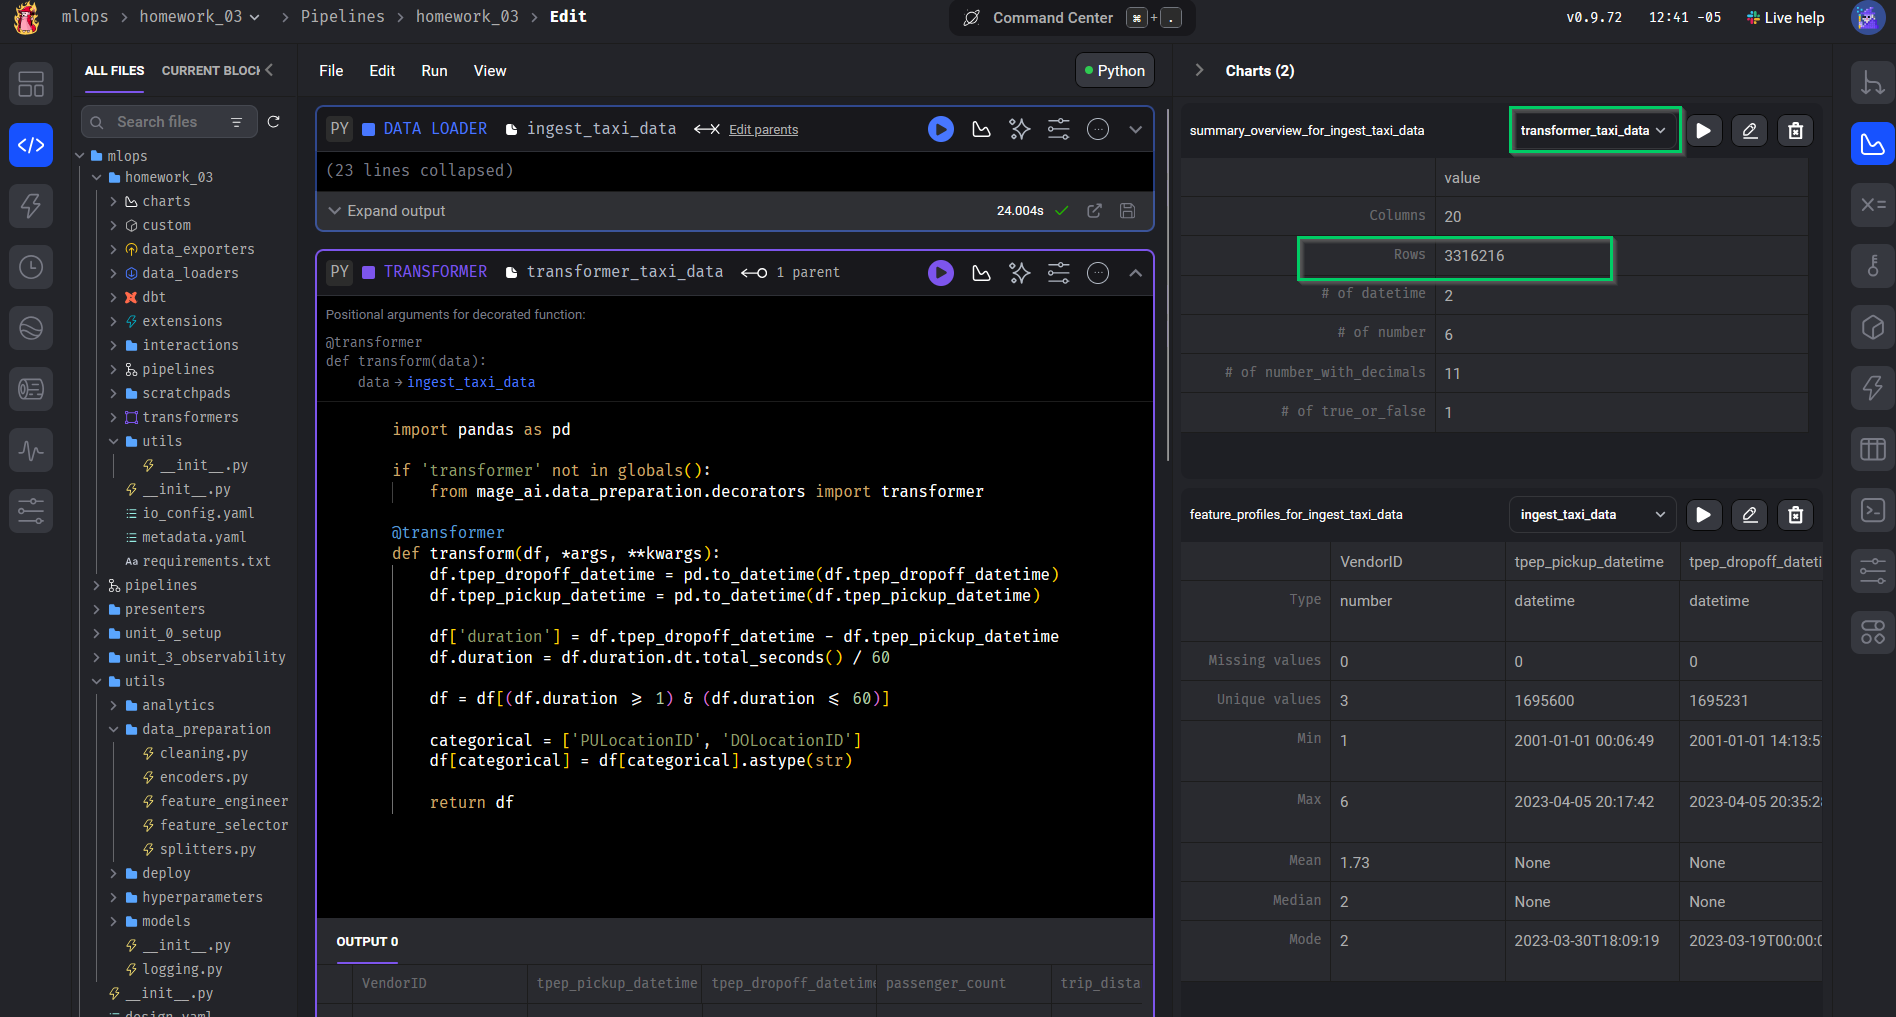 mlops > homework_03 > Pipelines > homework_03 > Edit
Command Center ⌘ + .
v0.9.72 12:41 -05 Live help
ALL FILES CURRENT BLOCK
Search files
mlops
homework_03
charts
custom
data_exporters
data_loaders
dbt
extensions
interactions
pipelines
scratchpads
transformers
utils
__init__.py
__init__.py
io_config.yaml
metadata.yaml
Aa requirements.txt
pipelines
presenters
unit_0_setup
unit_3_observability
utils
analytics
data_preparation
cleaning.py
encoders.py
feature_engineer
feature_selector
splitters.py
deploy
hyperparameters
models
__init__.py
logging.py
__init__.py
design.yaml
File Edit Run View Python
PY DATA LOADER ingest_taxi_data Edit parents
(23 lines collapsed)
Expand output 24.004s
PY TRANSFORMER transformer_taxi_data 1 parent
Positional arguments for decorated function:
@transformer
def transform(data):
data → ingest_taxi_data
import pandas as pd
if 'transformer' not in globals():
from mage_ai.data_preparation.decorators import transformer
@transformer
def transform(df, *args, **kwargs):
df.tpep_dropoff_datetime = pd.to_datetime(df.tpep_dropoff_datetime)
df.tpep_pickup_datetime = pd.to_datetime(df.tpep_pickup_datetime)
df['duration'] = df.tpep_dropoff_datetime - df.tpep_pickup_datetime
df.duration = df.duration.dt.total_seconds() / 60
df = df[(df.duration ⩾ 1) & (df.duration ⩽ 60)]
categorical = ['PULocationID', 'DOLocationID']
df[categorical] = df[categorical].astype(str)
return df
OUTPUT 0
VendorID tpep_pickup_datetime tpep_dropoff_datetime passenger_count trip_dista
Charts (2)
summary_overview_for_ingest_taxi_data transformer_taxi_data
value
Columns 20
Rows 3316216
# of datetime 2
# of number 6
# of number_with_decimals 11
# of true_or_false 1
feature_profiles_for_ingest_taxi_data ingest_taxi_data
VendorID tpep_pickup_datetime tpep_dropoff_dateti
Type number datetime datetime
Missing values 0 0 0
Unique values 3 1695600 1695231
Min 1 2001-01-01 00:06:49 2001-01-01 14:13:5
Max 6 2023-04-05 20:17:42 2023-04-05 20:35:2
Mean 1.73 None None
Median 2 None None
Mode 2 2023-03-30T18:09:19 2023-03-19T00:00:0